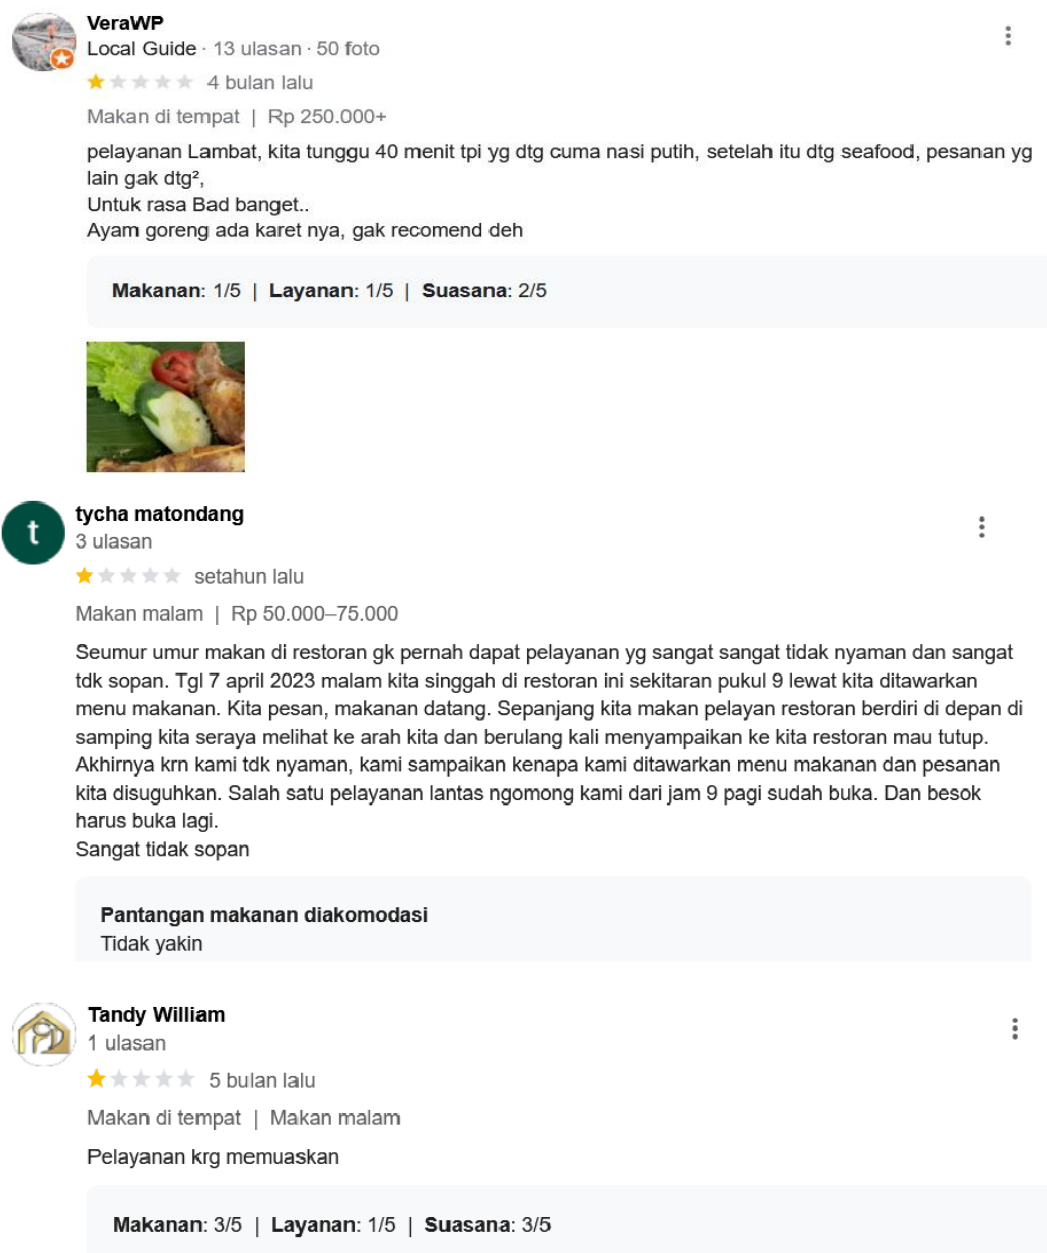 VeraWP
Local Guide · 13 ulasan · 50 foto
4 bulan lalu
Makan di tempat | Rp 250.000+
pelayanan Lambat, kita tunggu 40 menit tpi yg dtg cuma nasi putih, setelah itu dtg seafood, pesanan yg
lain gak dtg²,
Untuk rasa Bad banget..
Ayam goreng ada karet nya, gak recomend deh
Makanan: 1/5 | Layanan: 1/5 | Suasana: 2/5
t
tycha matondang
3 ulasan
setahun lalu
Makan malam | Rp 50.000–75.000
Seumur umur makan di restoran gk pernah dapat pelayanan yg sangat sangat tidak nyaman dan sangat
tdk sopan. Tgl 7 april 2023 malam kita singgah di restoran ini sekitaran pukul 9 lewat kita ditawarkan
menu makanan. Kita pesan, makanan datang. Sepanjang kita makan pelayan restoran berdiri di depan di
samping kita seraya melihat ke arah kita dan berulang kali menyampaikan ke kita restoran mau tutup.
Akhirnya krn kami tdk nyaman, kami sampaikan kenapa kami ditawarkan menu makanan dan pesanan
kita disuguhkan. Salah satu pelayanan lantas ngomong kami dari jam 9 pagi sudah buka. Dan besok
harus buka lagi.
Sangat tidak sopan
Pantangan makanan diakomodasi
Tidak yakin
Tandy William
1 ulasan
5 bulan lalu
Makan di tempat | Makan malam
Pelayanan krg memuaskan
Makanan: 3/5 | Layanan: 1/5 | Suasana: 3/5